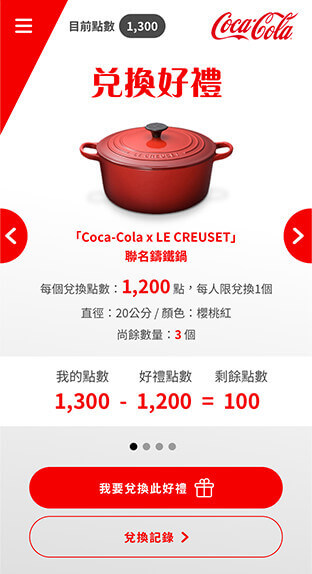 目前點數 1,300
Coca-Cola
兌換好禮
LE CREUSET
「Coca-Cola x LE CREUSET」
聯名鑄鐵鍋
每個兌換點數：1,200 點，每人限兌換1個
直徑：20公分 / 顏色：櫻桃紅
尚餘數量：3 個
我的點數 好禮點數 剩餘點數
1,300 - 1,200 = 100
我要兌換此好禮
兌換記錄